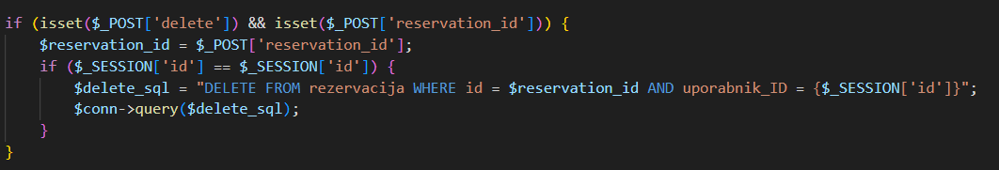 if (isset($_POST['delete']) && isset($_POST['reservation_id'])) {
    $reservation_id = $_POST['reservation_id'];
    if ($_SESSION['id'] == $_SESSION['id']) {
        $delete_sql = "DELETE FROM rezervacija WHERE id = $reservation_id AND uporabnik_ID = {$_SESSION['id']}";
        $conn->query($delete_sql);
    }
}